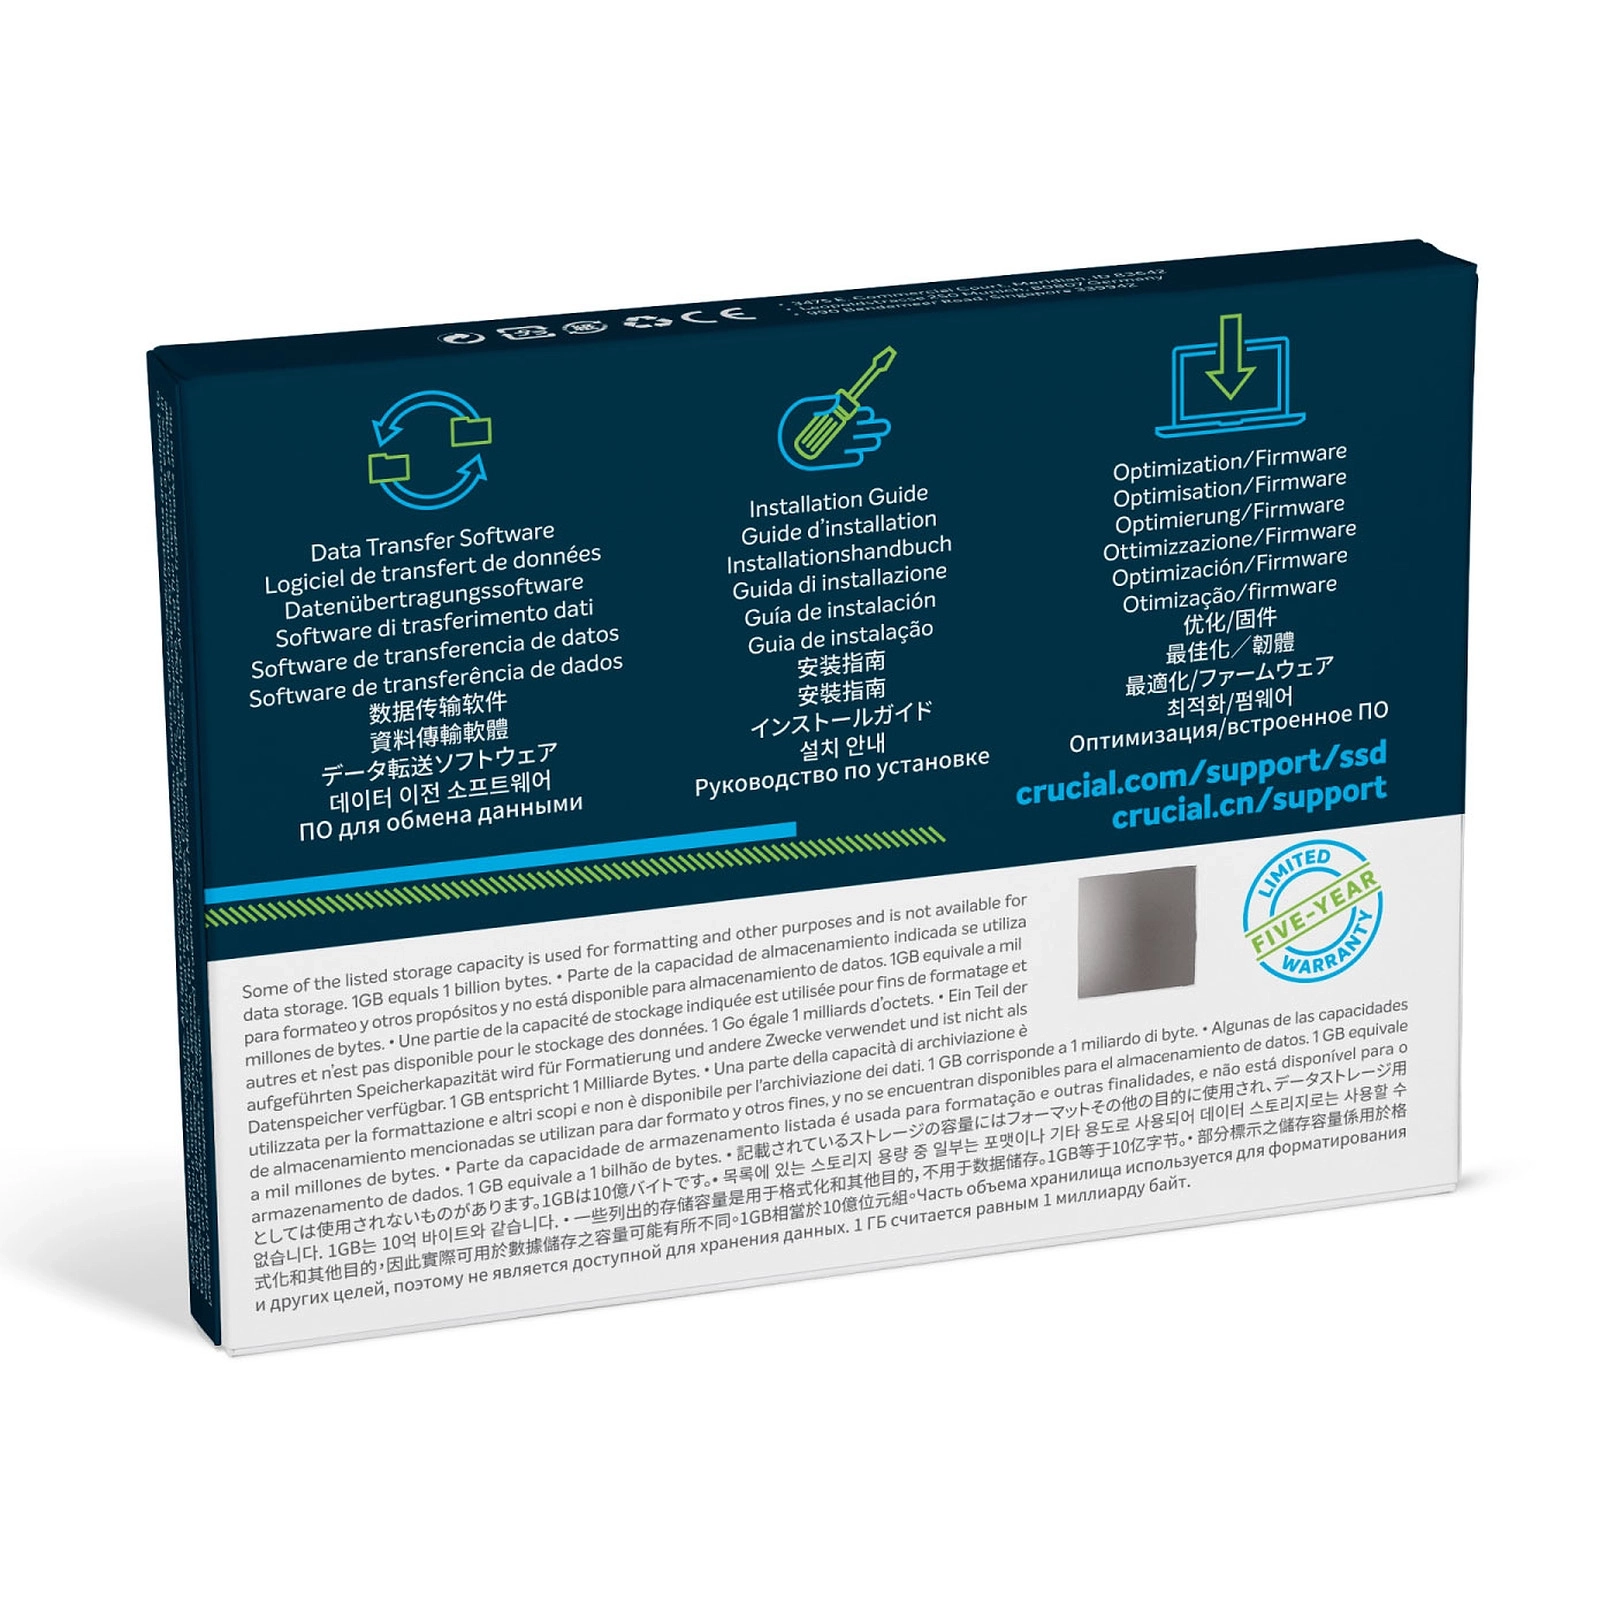 • 3475 E. Commercial Court, Meridian, ID 83642
• Leopoldstrasse 250 Munich, 80807 Germany
• 990 Bendemeer Road, Singapore 339942
CE
Data Transfer Software
Logiciel de transfert de données
Datenübertragungssoftware
Software di trasferimento dati
Software de transferencia de datos
Software de transferência de dados
数据传输软件
資料傳輸軟體
データ転送ソフトウェア
데이터 이전 소프트웨어
ПО для обмена данными
Installation Guide
Guide d’installation
Installationshandbuch
Guida di installazione
Guía de instalación
Guia de instalação
安装指南
安裝指南
インストールガイド
설치 안내
Руководство по установке
Optimization/Firmware
Optimisation/Firmware
Optimierung/Firmware
Ottimizzazione/Firmware
Optimización/Firmware
Otimização/firmware
优化/固件
最佳化／韌體
最適化/ファームウェア
최적화/펌웨어
Оптимизация/встроенное ПО
crucial.com/support/ssd
crucial.cn/support
LIMITED
FIVE-YEAR
WARRANTY
Some of the listed storage capacity is used for formatting and other purposes and is not available for
data storage. 1GB equals 1 billion bytes. • Parte de la capacidad de almacenamiento indicada se utiliza
para formateo y otros propósitos y no está disponible para almacenamiento de datos. 1GB equivale a mil
millones de bytes. • Une partie de la capacité de stockage indiquée est utilisée pour fins de formatage et
autres et n’est pas disponible pour le stockage des données. 1 Go égale 1 milliards d’octets. • Ein Teil der
aufgeführten Speicherkapazität wird für Formatierung und andere Zwecke verwendet und ist nicht als
Datenspeicher verfügbar. 1 GB entspricht 1 Milliarde Bytes. • Una parte della capacità di archiviazione è
utilizzata per la formattazione e altri scopi e non è disponibile per l’archiviazione dei dati. 1 GB corrisponde a 1 miliardo di byte. • Algunas de las capacidades
de almacenamiento mencionadas se utilizan para dar formato y otros fines, y no se encuentran disponibles para el almacenamiento de datos. 1 GB equivale
a mil millones de bytes. • Parte da capacidade de armazenamento listada é usada para formatação e outras finalidades, e não está disponível para o
armazenamento de dados. 1 GB equivale a 1 bilhão de bytes. • 記載されているストレージの容量にはフォーマットその他の目的に使用され、データストレージ用
としては使用されないものがあります。1GBは10億バイトです。• 목록에 있는 스토리지 용량 중 일부는 포맷이나 기타 용도로 사용되어 데이터 스토리지로는 사용할 수
없습니다. 1GB는 10억 바이트와 같습니다. • 一些列出的存储容量是用于格式化和其他目的, 不用于数据储存。1GB等于10亿字节。• 部分標示之儲存容量係用於格
式化和其他目的，因此實際可用於數據儲存之容量可能有所不同。1GB相當於10億位元組。Часть объема хранилища используется для форматирования
и других целей, поэтому не является доступной для хранения данных. 1 ГБ считается равным 1 миллиарду байт.